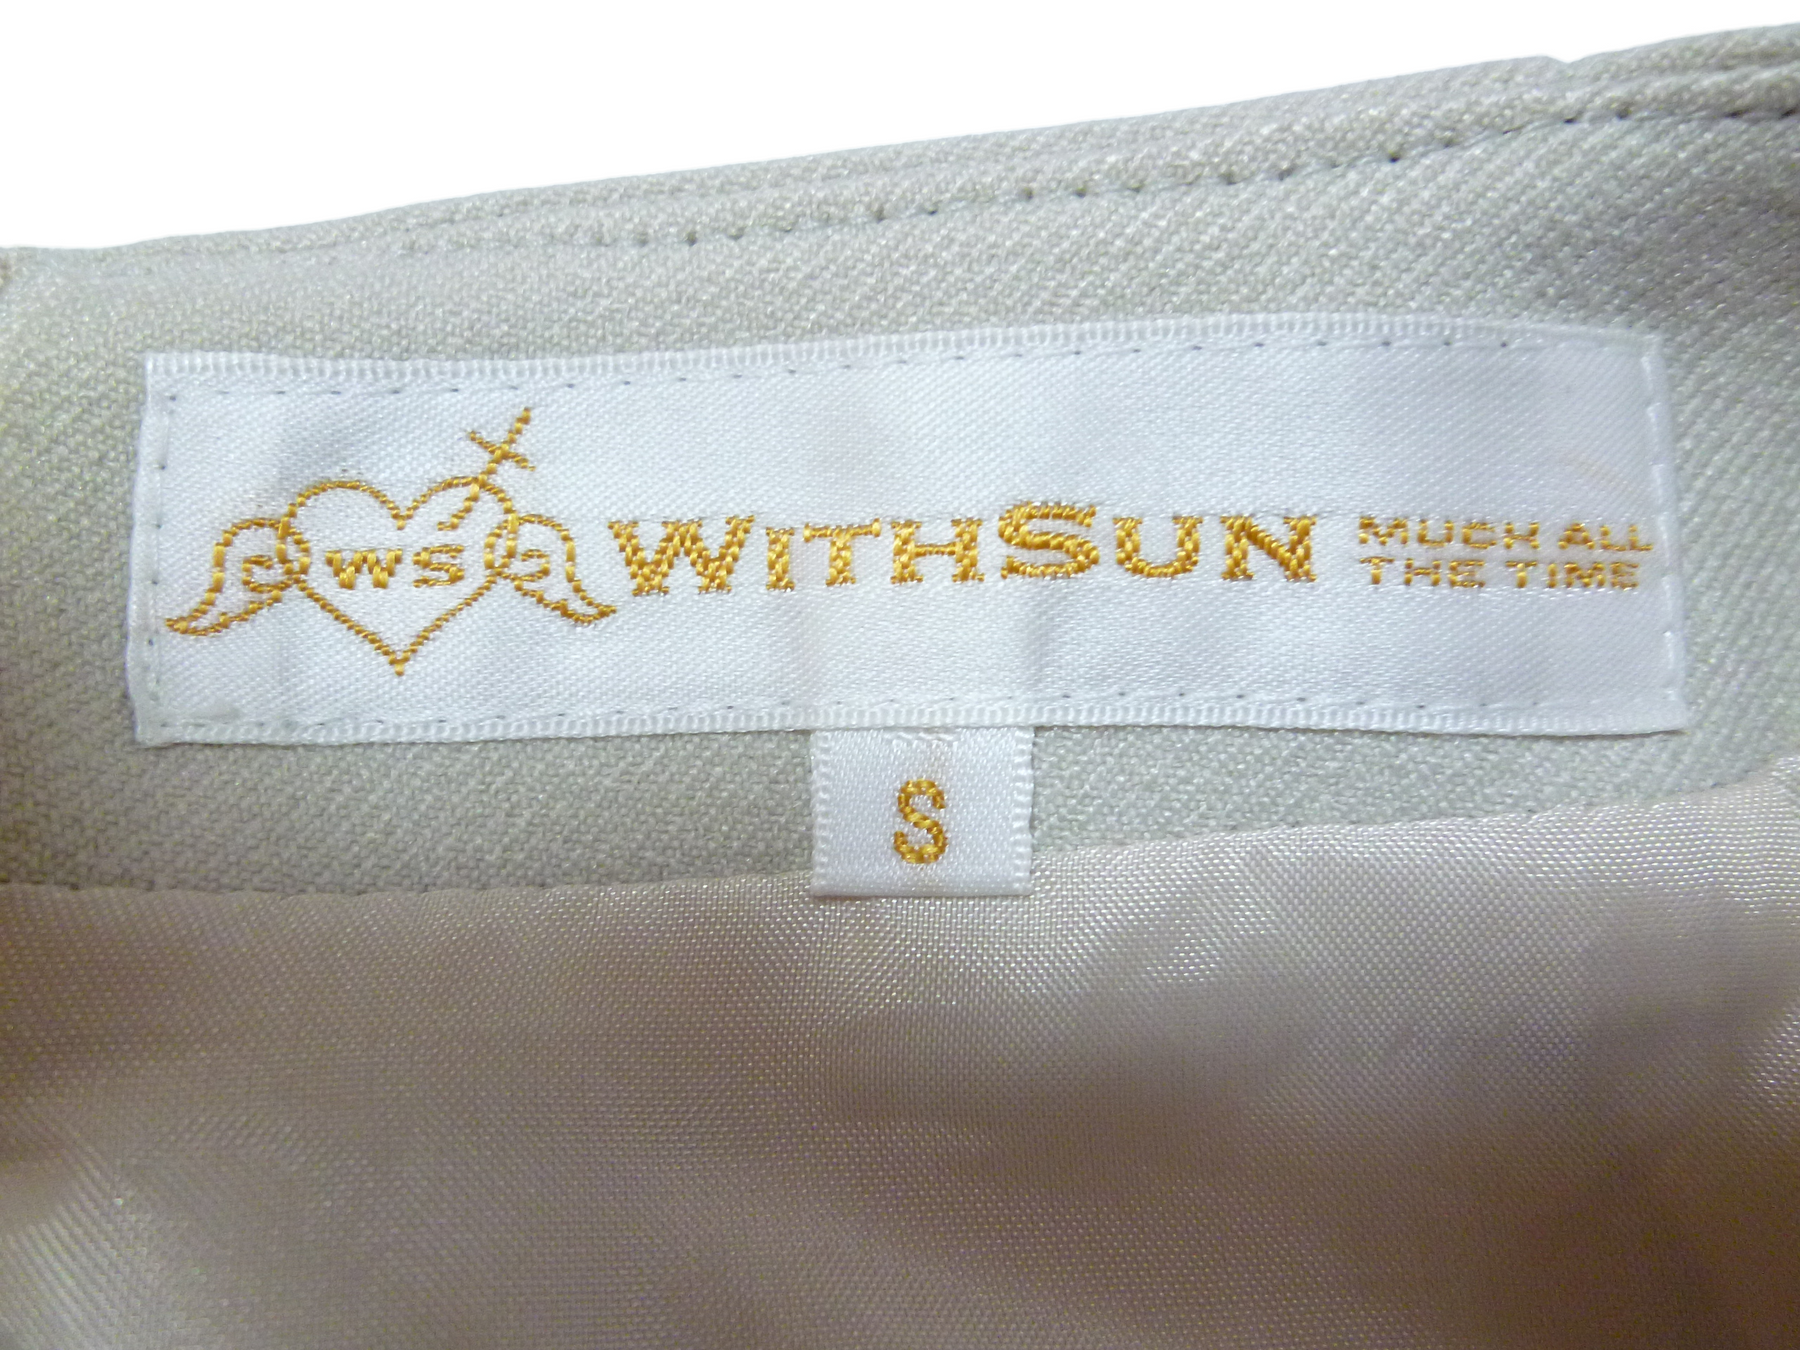 WS WITHSUN MUCH ALL
THE TIME
S